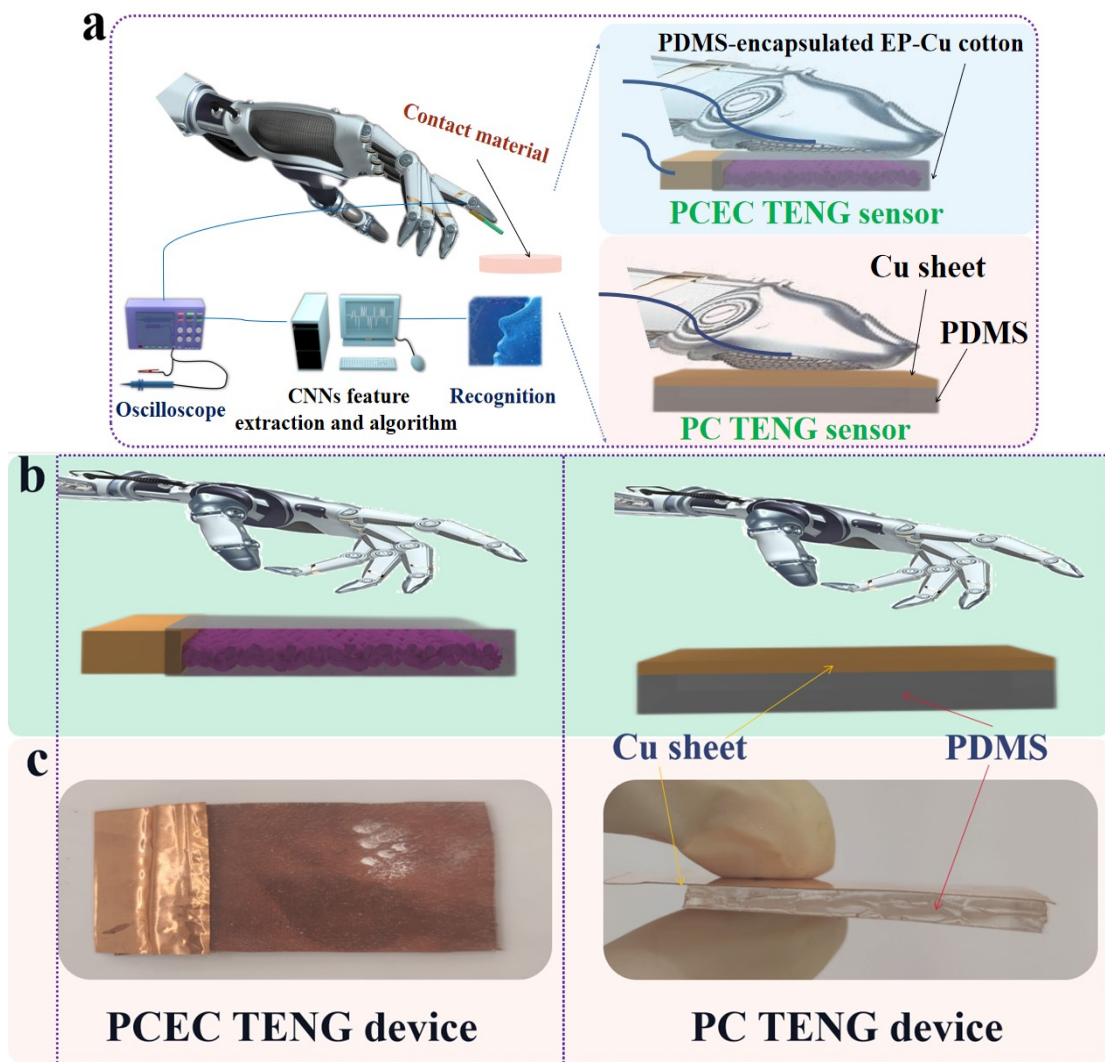 a
PDMS-encapsulated EP-Cu cotton
Contact material
PCEC TENG sensor
Cu sheet
PDMS
PC TENG sensor
Oscilloscope
CNNs feature
extraction and algorithm
Recognition
b
Cu sheet
PDMS
c
PCEC TENG device
PC TENG device